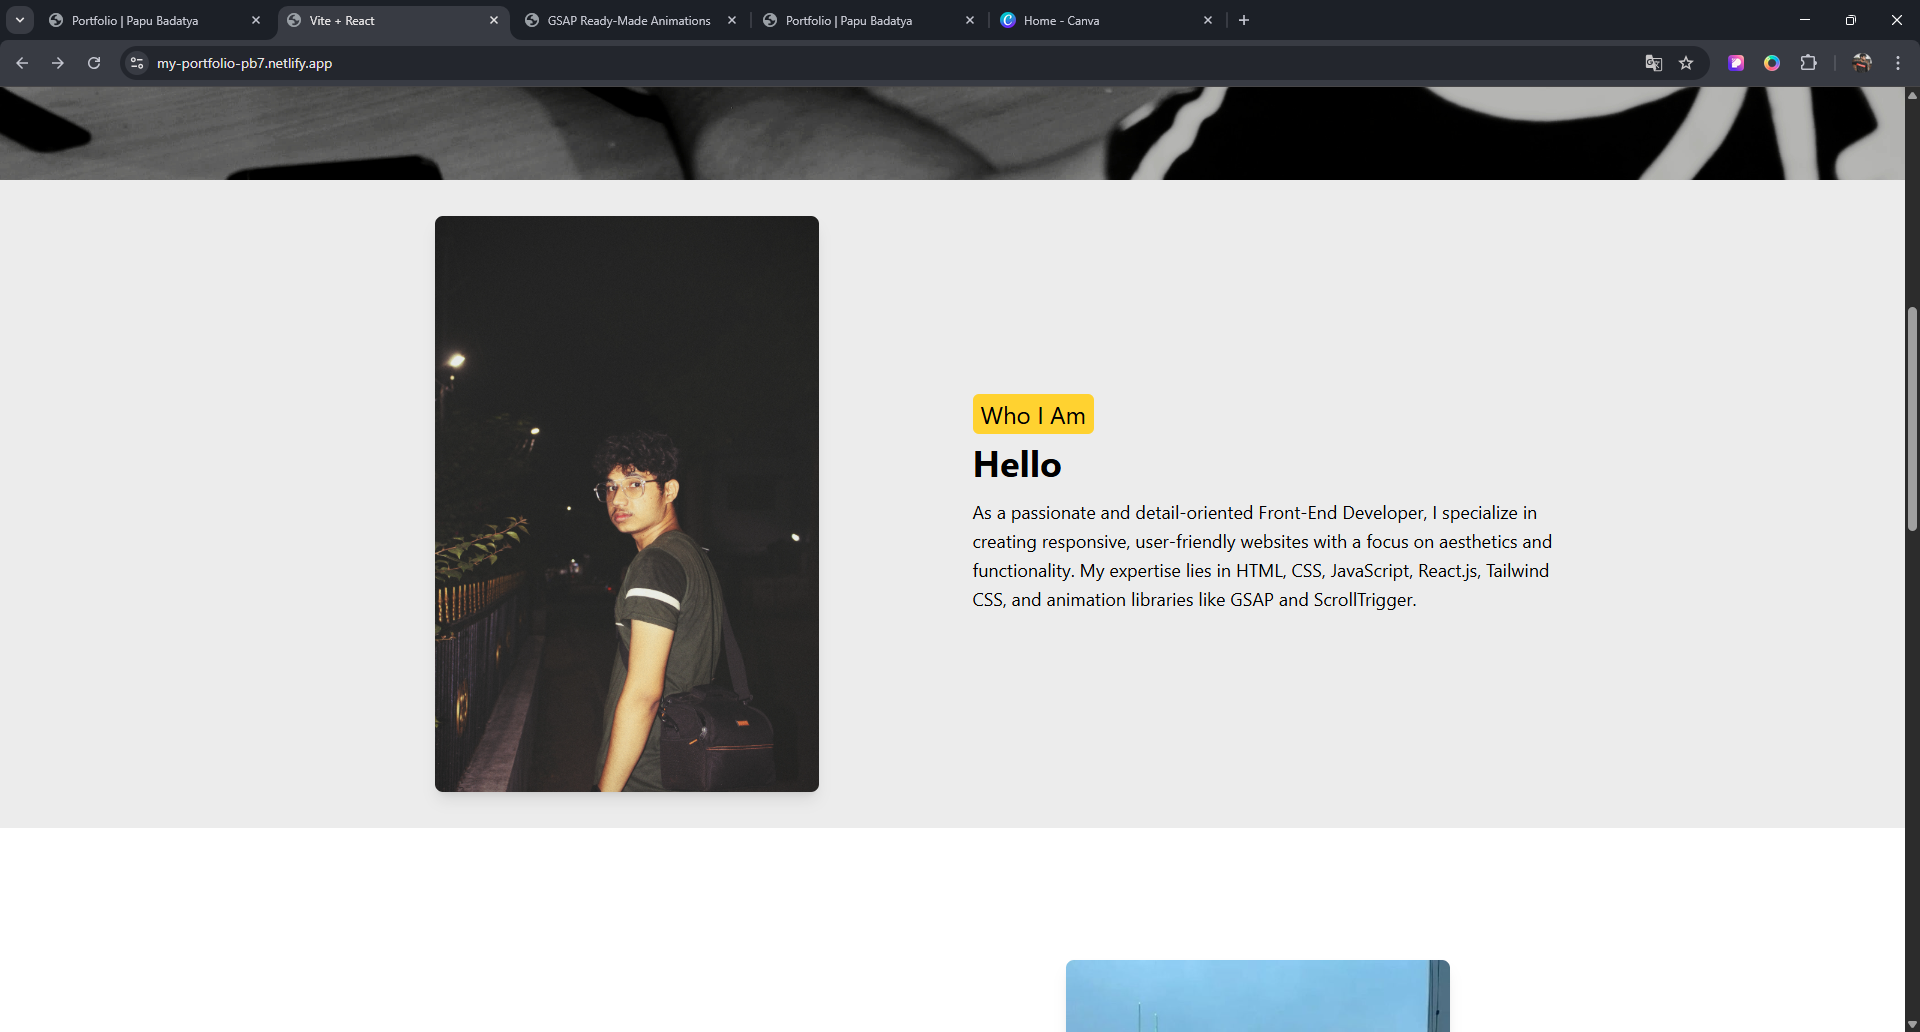 Portfolio | Papu Badatya
Vite + React
GSAP Ready-Made Animations
Portfolio | Papu Badatya
Home - Canva
my-portfolio-pb7.netlify.app
Who I Am
Hello
As a passionate and detail-oriented Front-End Developer, I specialize in
creating responsive, user-friendly websites with a focus on aesthetics and
functionality. My expertise lies in HTML, CSS, JavaScript, React.js, Tailwind
CSS, and animation libraries like GSAP and ScrollTrigger.